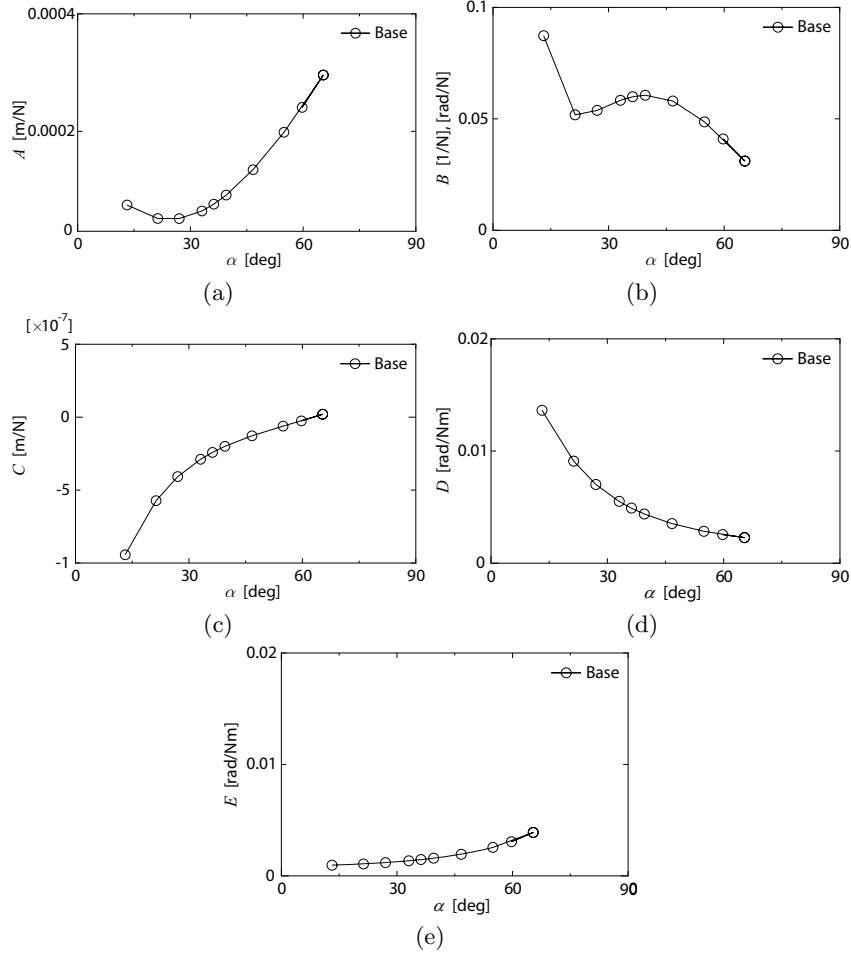 0.0004
0.0002
0
A [m/N]
Base
0 30 60 90
α [deg]
(a)
0.1
0.05
0
B [1/N], [rad/N]
Base
0 30 60 90
α [deg]
(b)
[×10⁻⁷]
5
0
-5
-1
C [m/N]
Base
0 30 60 90
α [deg]
(c)
0.02
0.01
0
D [rad/Nm]
Base
0 30 60 90
α [deg]
(d)
0.02
0.01
0
E [rad/Nm]
Base
0 30 60 90 0
α [deg]
(e)